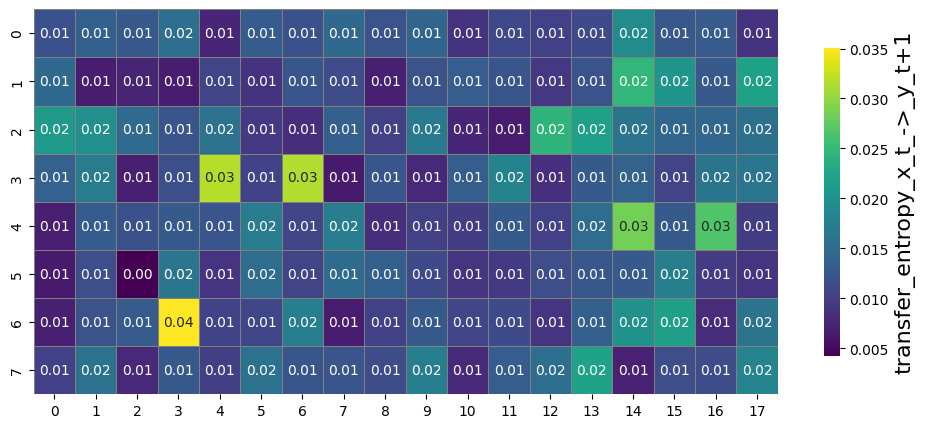 0 0.01 0.01 0.01 0.02 0.01 0.01 0.01 0.01 0.01 0.01 0.01 0.01 0.01 0.01 0.02 0.01 0.01 0.01
1 0.01 0.01 0.01 0.01 0.01 0.01 0.01 0.01 0.01 0.01 0.01 0.01 0.01 0.01 0.02 0.02 0.01 0.02
2 0.02 0.02 0.01 0.01 0.02 0.01 0.01 0.01 0.01 0.02 0.01 0.01 0.02 0.02 0.02 0.01 0.01 0.02
3 0.01 0.02 0.01 0.01 0.03 0.01 0.03 0.01 0.01 0.01 0.01 0.02 0.01 0.01 0.01 0.01 0.02 0.02
4 0.01 0.01 0.01 0.01 0.01 0.02 0.01 0.02 0.01 0.01 0.01 0.01 0.01 0.02 0.03 0.01 0.03 0.01
5 0.01 0.01 0.00 0.02 0.01 0.02 0.01 0.01 0.01 0.01 0.01 0.01 0.01 0.01 0.01 0.02 0.01 0.01
6 0.01 0.01 0.01 0.04 0.01 0.01 0.02 0.01 0.01 0.01 0.01 0.01 0.01 0.01 0.02 0.02 0.01 0.02
7 0.01 0.02 0.01 0.01 0.01 0.02 0.01 0.01 0.01 0.02 0.01 0.01 0.02 0.02 0.01 0.01 0.01 0.02
0 1 2 3 4 5 6 7 8 9 10 11 12 13 14 15 16 17
0.035
0.030
0.025
0.020
0.015
0.010
0.005
transfer_entropy_x_t_->_y_t+1